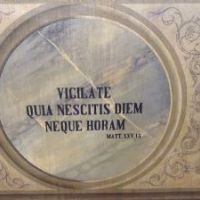 VIGILATE
QUIA NESCITIS DIEM
NEQUE HORAM
MATT. XXV, 13